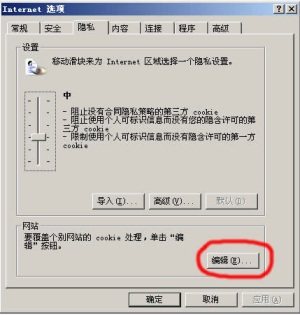 Internet 选项
常规 安全 隐私 内容 连接 程序 高级
设置
移动滑块来为 Internet 区域选择一个隐私设置。
中
- 阻止没有合同隐私策略的第三方 cookie
- 阻止使用个人可标识信息而没有您的隐含许可的第
三方 cookie
- 限制使用个人可标识信息而没有隐含许可的第一方
cookie
导入(I)... 高级(V)... 默认(D)
网站
要覆盖个别网站的 cookie 处理，单击“编
辑”按钮。
编辑(E)...
确定 取消 应用(A)